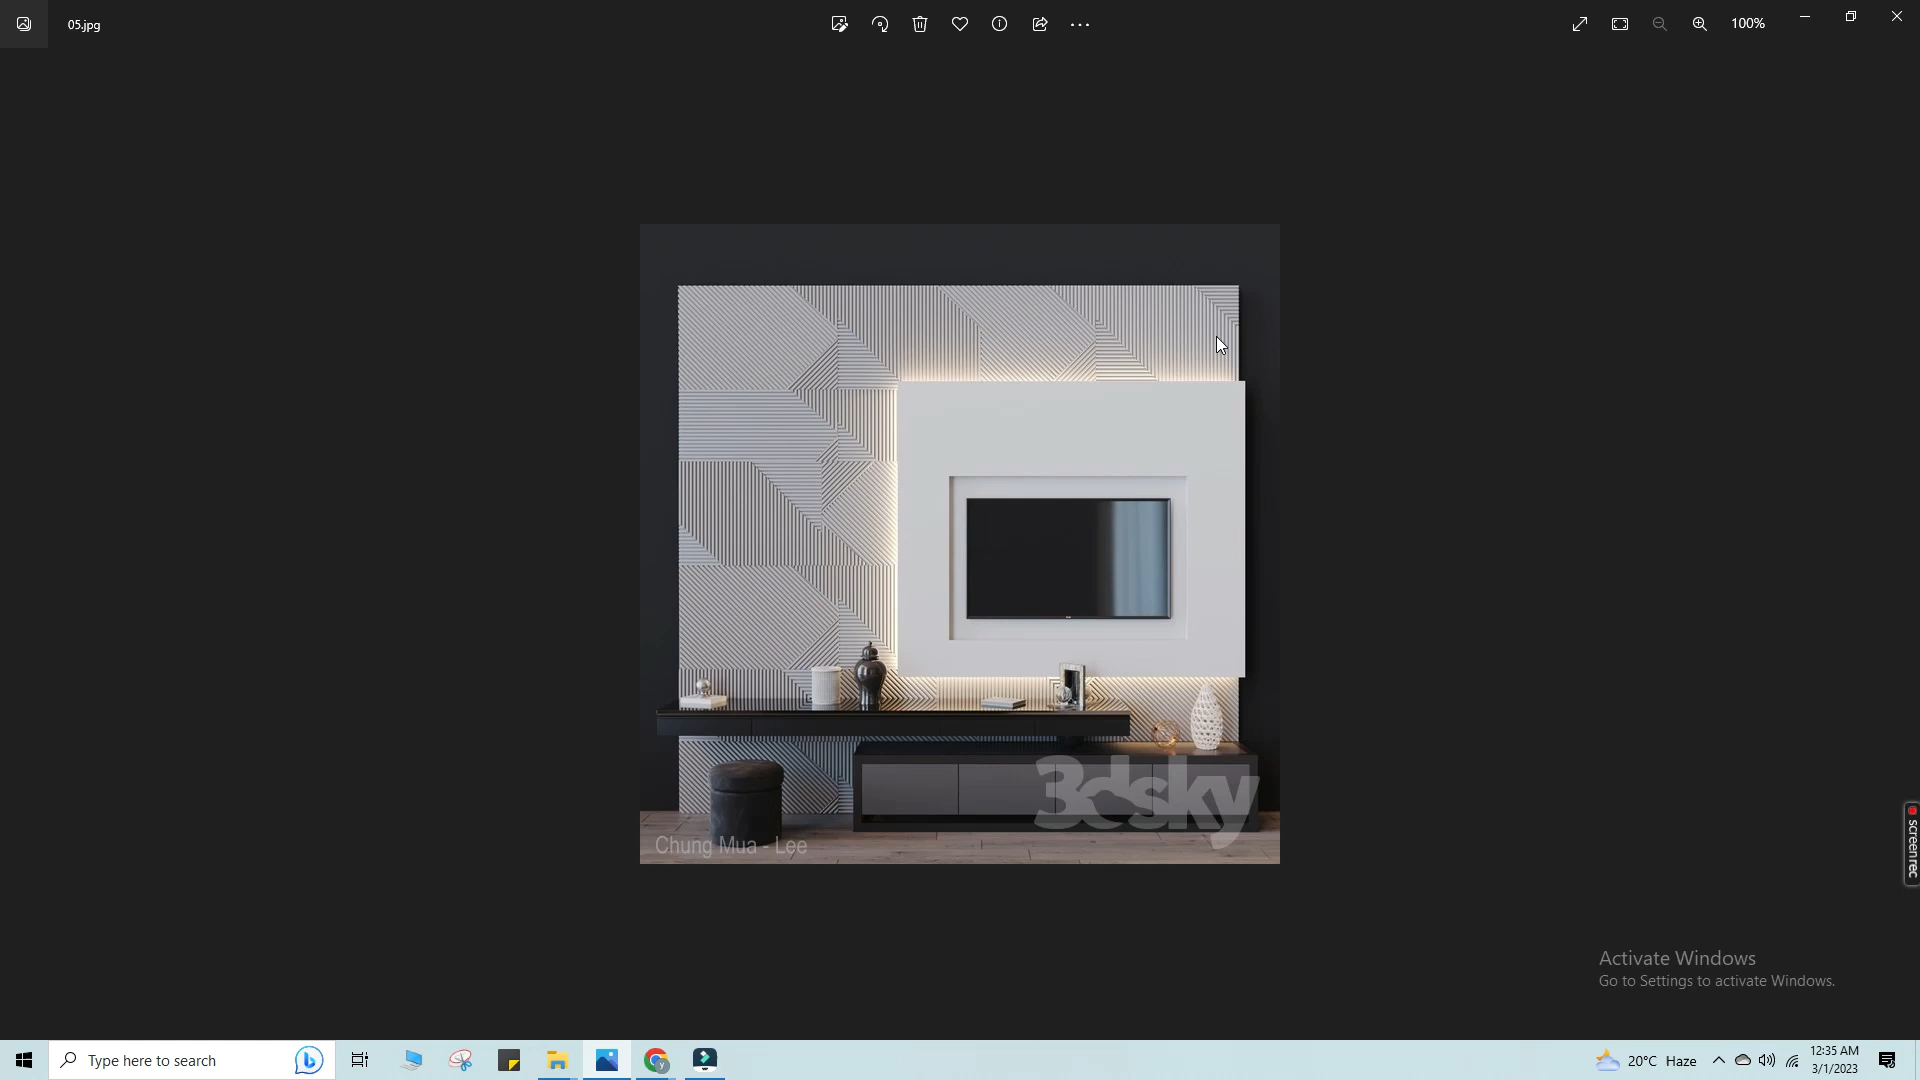 05.jpg
100%
3dsky
Chung Mua - Lee
screenrec
Activate Windows
Go to Settings to activate Windows.
Type here to search
20°C Haze
12:35 AM
3/1/2023